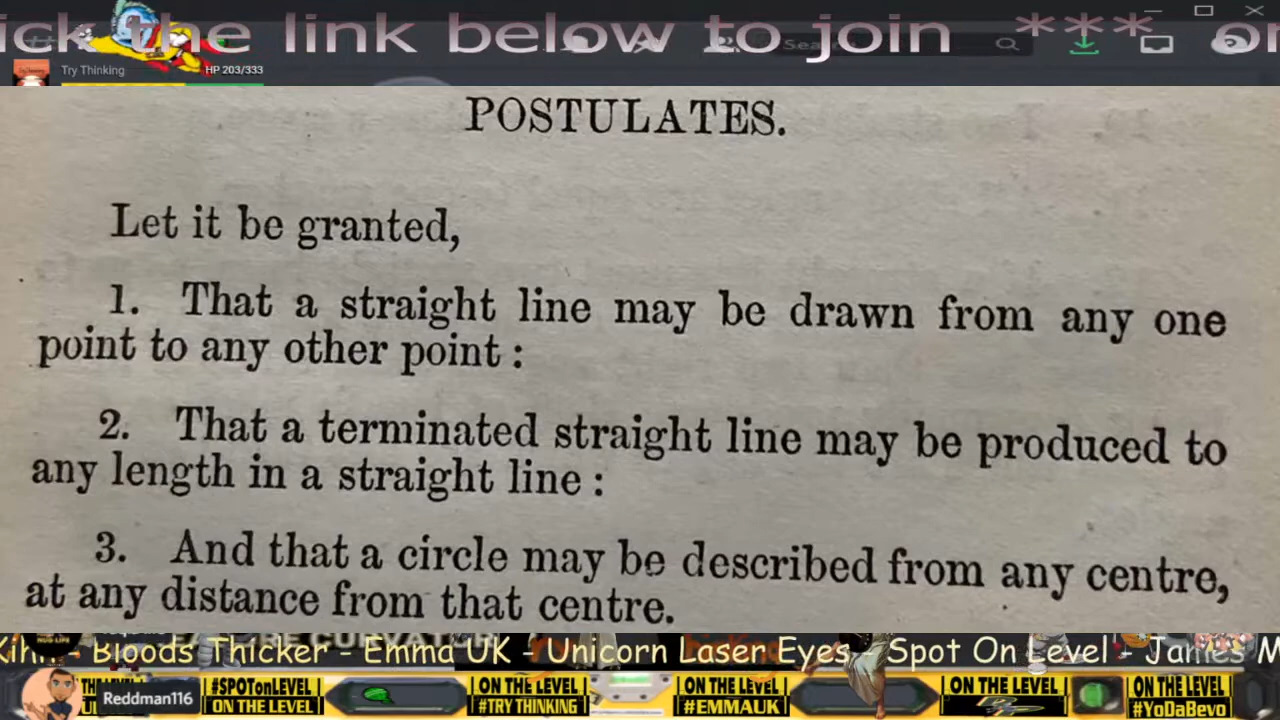 ick the link below to join *** or
Try Thinking
HP 203/333
POSTULATES.
Let it be granted,
1. That a straight line may be drawn from any one
point to any other point :
2. That a terminated straight line may be produced to
any length in a straight line :
3. And that a circle may be described from any centre,
at any distance from that centre.
- Bloods Thicker - Emma UK - Unicorn Laser Eyes - Spot On Level - James M
Reddman116
#SPOTonLEVEL
ON THE LEVEL
ON THE LEVEL
#TRY THINKING
ON THE LEVEL
#EMMAUK
ON THE LEVEL
ON THE LEVEL
#YoDaBevo